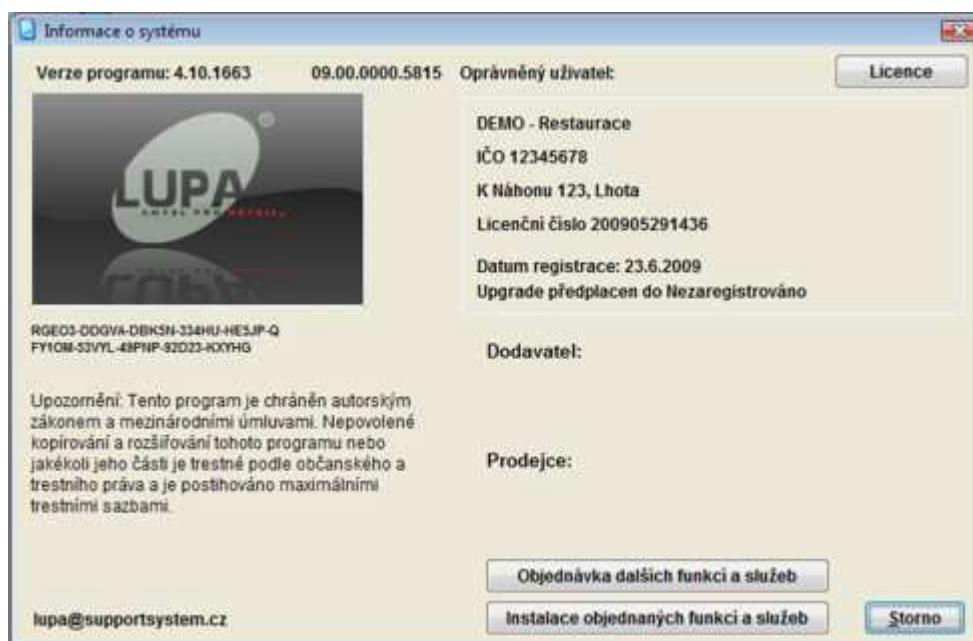 Informace o systému
Verze programu: 4.10.1663 09.00.0000.5815 Oprávněný uživatel: Licence
LUPA
DEMO - Restaurace
IČO 12345678
K Náhonu 123, Lhota
Licenční číslo 200905291436
Datum registrace: 23.6.2009
Upgrade předplacen do Nezaregistrováno
Dodavatel:
Upozornění: Tento program je chráněn autorským
zákonem a mezinárodními úmluvami. Nepovolené
kopírování a rozšiřování tohoto programu nebo
jakékoli jeho části je trestné podle občanského a
trestního práva a je postihováno maximálními
trestními sazbami.
Prodejce:
Objednávka dalších funkcí a služeb
lupa@supportsystem.cz
Instalace objednaných funkcí a služeb
Storno